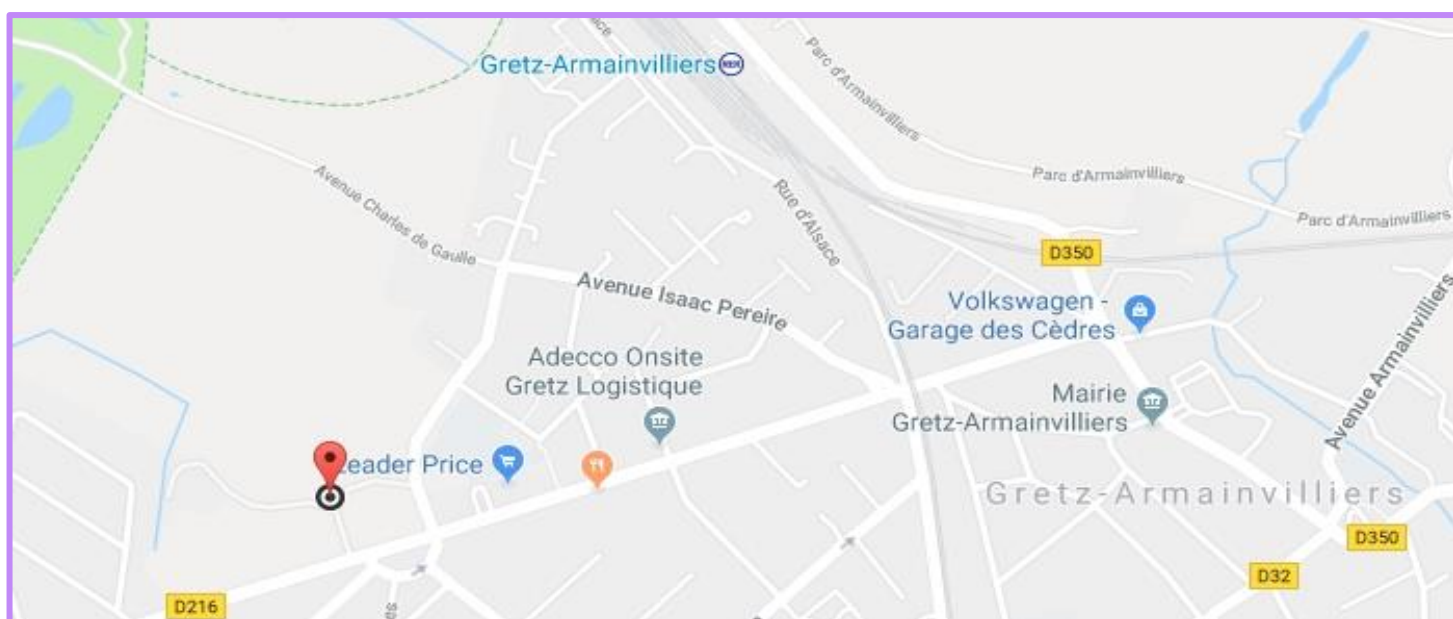 Gretz-Armainvilliers
RER
Parc d'Armainvilliers
Parc d'Armainvilliers
Parc d'Armainvilliers
Avenue Charles de Gaulle
Rue d'Alsace
D350
Avenue Isaac Pereire
Volkswagen -
Garage des Cèdres
Adecco Onsite
Gretz Logistique
Mairie
Gretz-Armainvilliers
Avenue Armainvilliers
Leader Price
Gretz-Armainvilliers
D350
D32
D216